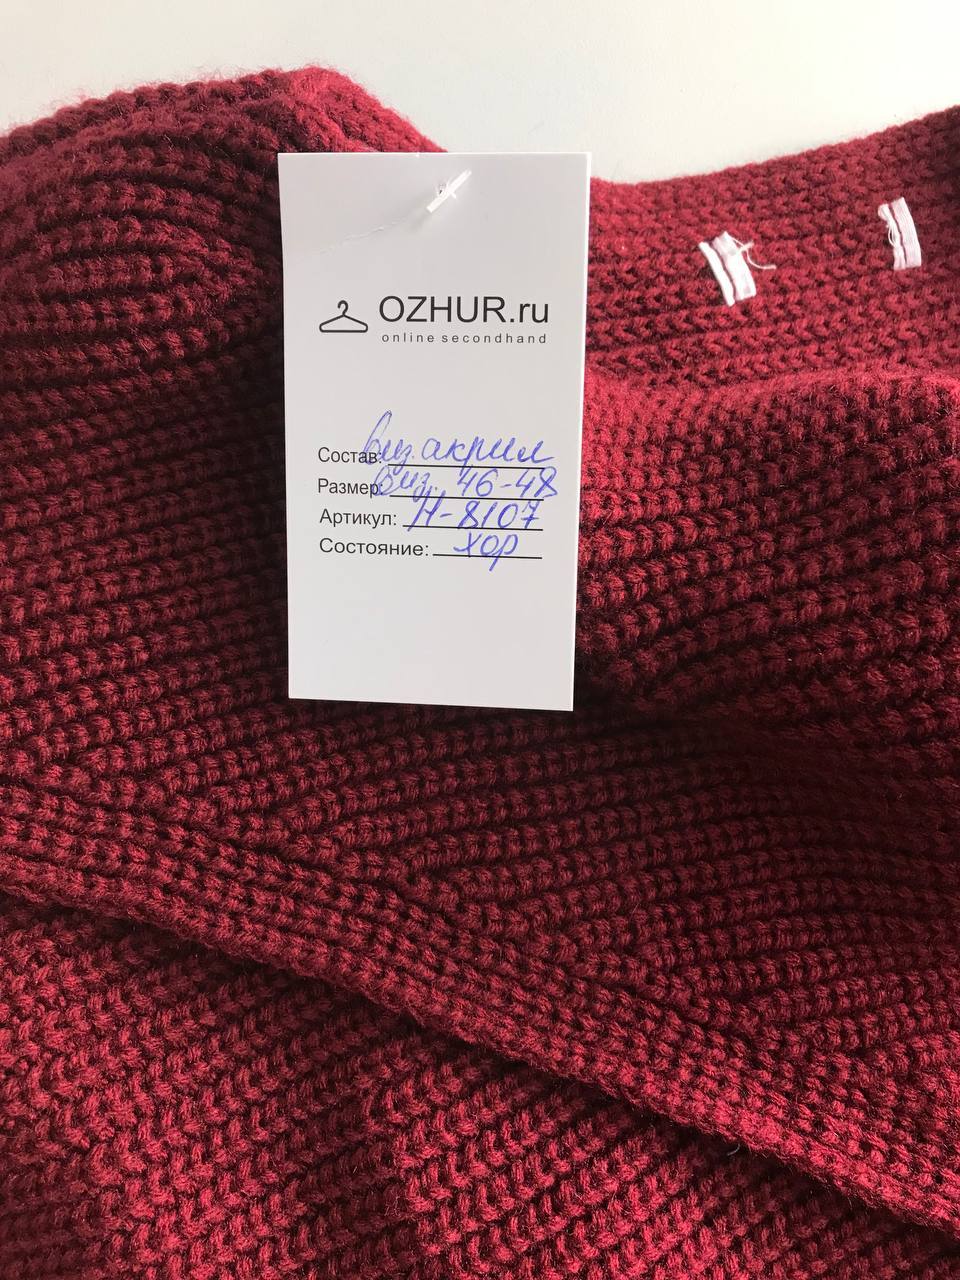 OZHUR.ru
online secondhand
Состав: виз. акрил
Размер: виз. 46-48
Артикул: Н-8107
Состояние: хор